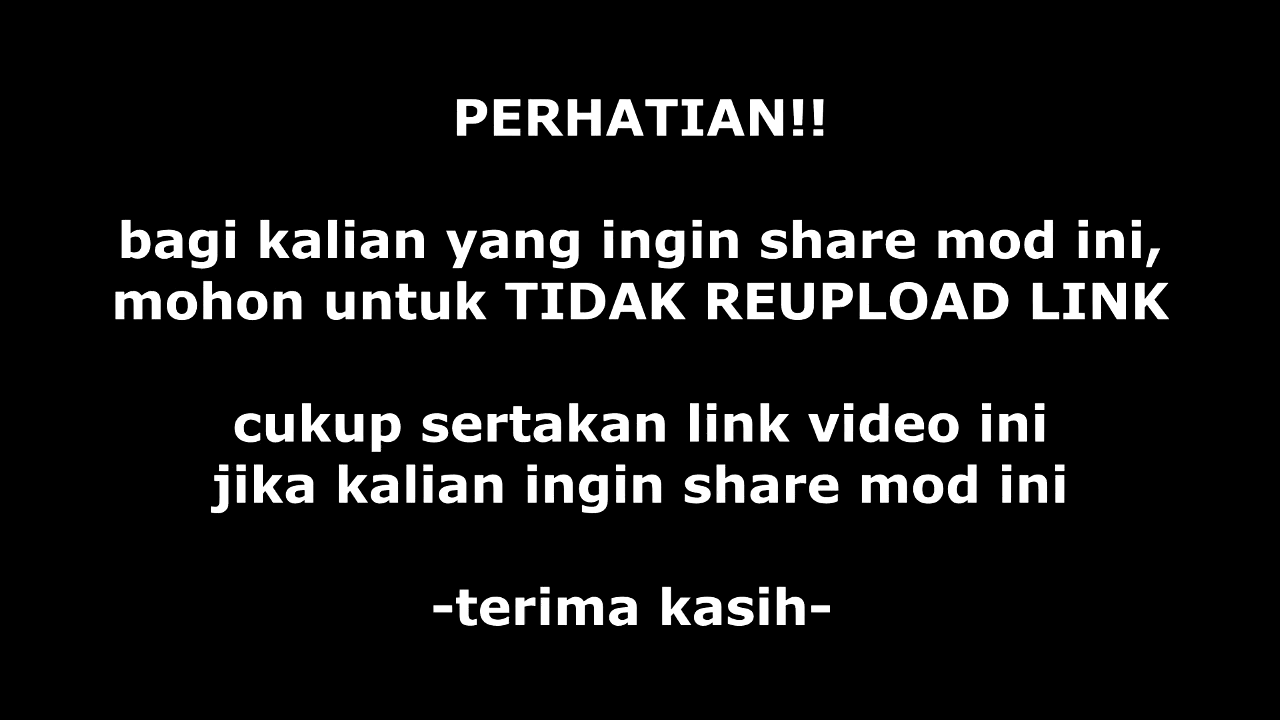 PERHATIAN!!
bagi kalian yang ingin share mod ini,
mohon untuk TIDAK REUPLOAD LINK
cukup sertakan link video ini
jika kalian ingin share mod ini
-terima kasih-